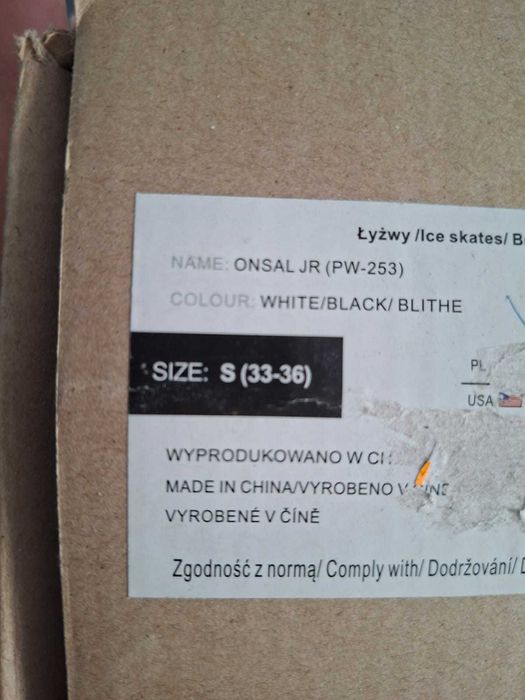 Łyżwy /Ice skates/
NAME: ONSAL JR (PW-253)
COLOUR: WHITE/BLACK/ BLITHE
SIZE: S (33-36)
PL
USA
WYPRODUKOWANO W
MADE IN CHINA/VYROBENO
VYROBENÉ V ČÍNĚ
Zgodność z normą/ Comply with/ Dodržování/